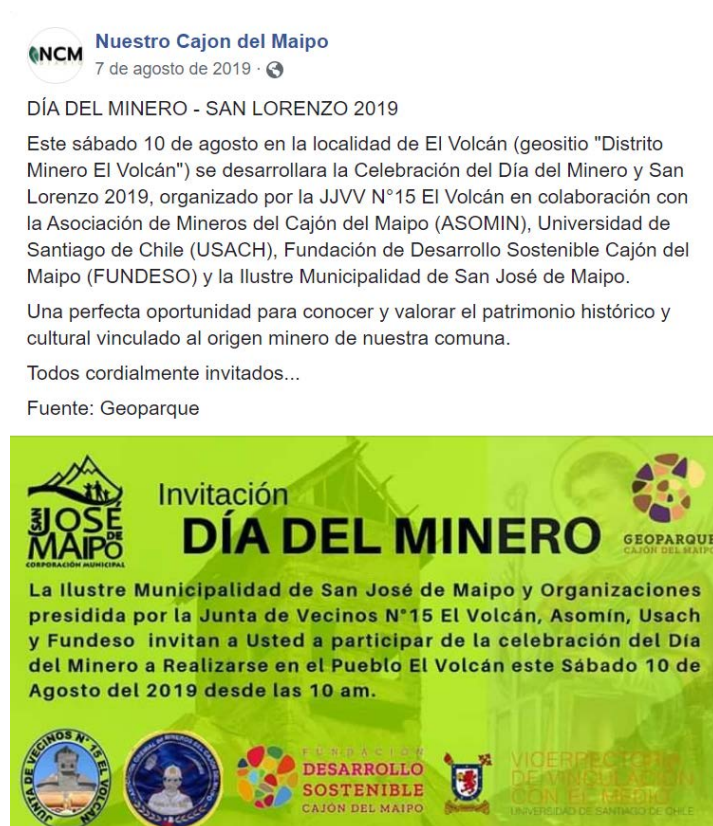 NCM
Nuestro Cajon del Maipo
7 de agosto de 2019 ·
DÍA DEL MINERO - SAN LORENZO 2019
Este sábado 10 de agosto en la localidad de El Volcán (geositio "Distrito
Minero El Volcán") se desarrollara la Celebración del Día del Minero y San
Lorenzo 2019, organizado por la JJVV N°15 El Volcán en colaboración con
la Asociación de Mineros del Cajón del Maipo (ASOMIN), Universidad de
Santiago de Chile (USACH), Fundación de Desarrollo Sostenible Cajón del
Maipo (FUNDESO) y la Ilustre Municipalidad de San José de Maipo.
Una perfecta oportunidad para conocer y valorar el patrimonio histórico y
cultural vinculado al origen minero de nuestra comuna.
Todos cordialmente invitados...
Fuente: Geoparque
SAN JOSÉ DE MAIPO
CORPORACIÓN MUNICIPAL
Invitación
DÍA DEL MINERO
GEOPARQUE
CAJÓN DEL MAIPO
La Ilustre Municipalidad de San José de Maipo y Organizaciones
presidida por la Junta de Vecinos N°15 El Volcán, Asomín, Usach
y Fundeso invitan a Usted a participar de la celebración del Día
del Minero a Realizarse en el Pueblo El Volcán este Sábado 10 de
Agosto del 2019 desde las 10 am.
JUNTA DE VECINOS N° 15 EL VOLCÁN
FUNDACIÓN
DESARROLLO
SOSTENIBLE
CAJÓN DEL MAIPO
VICERRECTORÍA
DE VINCULACIÓN
CON EL MEDIO
UNIVERSIDAD DE SANTIAGO DE CHILE